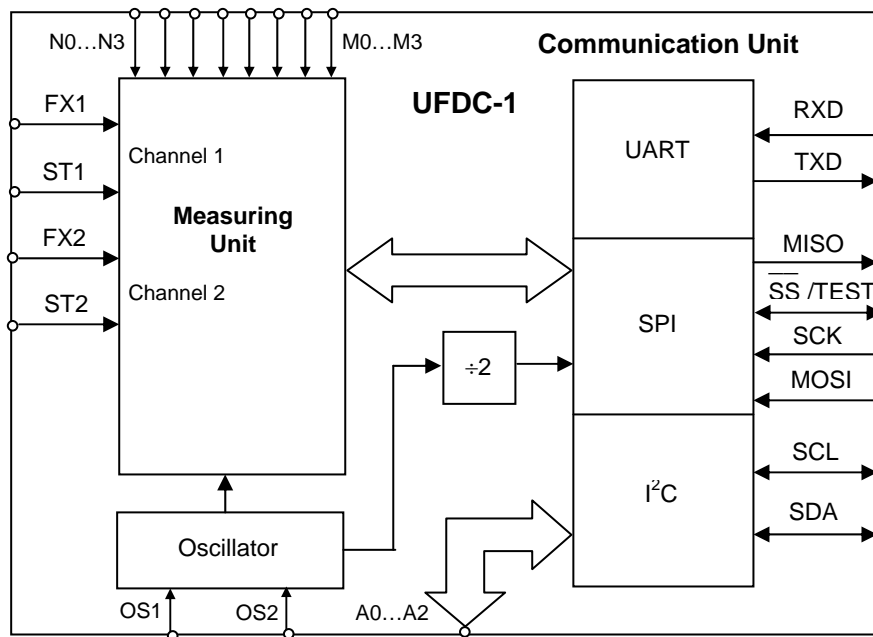 N0…N3
M0…M3
Communication Unit
UFDC-1
FX1
ST1
FX2
ST2
Channel 1
Measuring
Unit
Channel 2
UART
SPI
I²C
÷2
Oscillator
OS1
OS2
A0…A2
RXD
TXD
MISO
S̅S̅ /TEST
SCK
MOSI
SCL
SDA